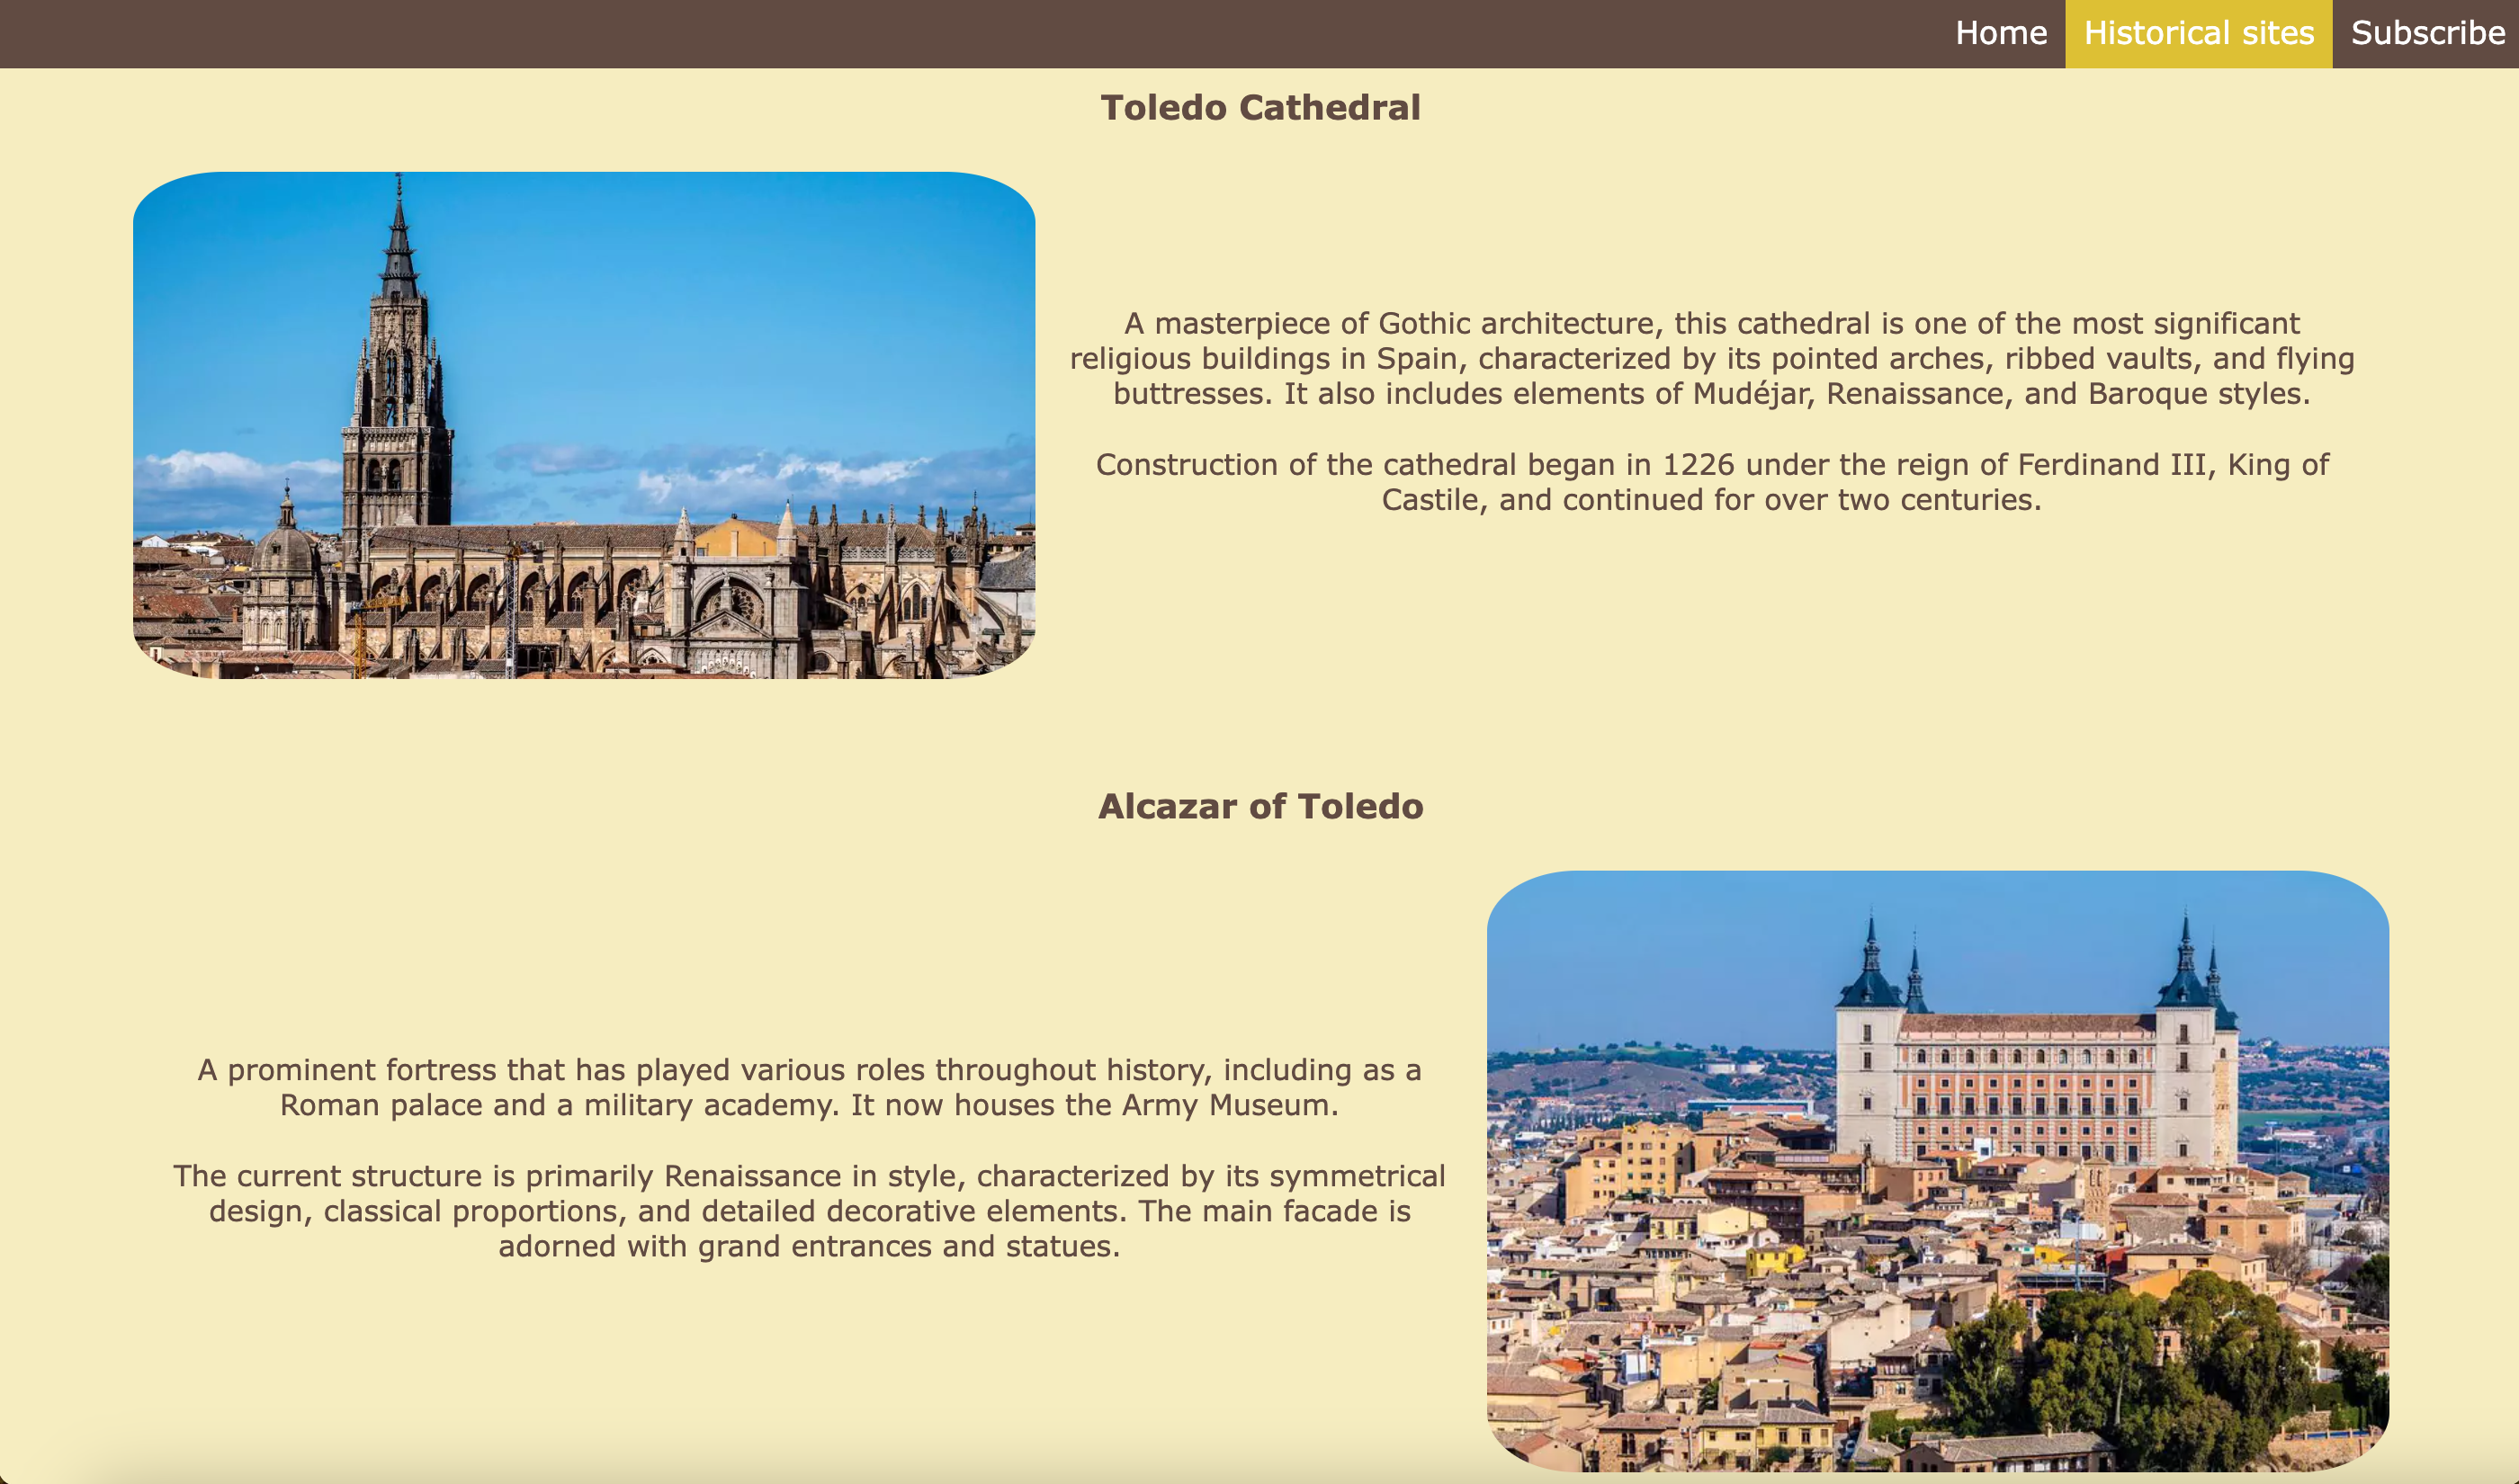 Home Historical sites Subscribe
Toledo Cathedral
A masterpiece of Gothic architecture, this cathedral is one of the most significant
religious buildings in Spain, characterized by its pointed arches, ribbed vaults, and flying
buttresses. It also includes elements of Mudéjar, Renaissance, and Baroque styles.
Construction of the cathedral began in 1226 under the reign of Ferdinand III, King of
Castile, and continued for over two centuries.
Alcazar of Toledo
A prominent fortress that has played various roles throughout history, including as a
Roman palace and a military academy. It now houses the Army Museum.
The current structure is primarily Renaissance in style, characterized by its symmetrical
design, classical proportions, and detailed decorative elements. The main facade is
adorned with grand entrances and statues.